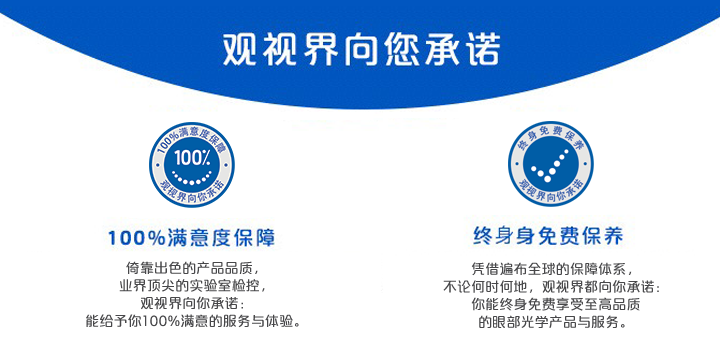 观视界向您承诺
100%满意度保障
100%
观视界向你承诺
100%满意度保障
倚靠出色的产品品质，
业界顶尖的实验室检控，
观视界向你承诺：
能给予你100%满意的服务与体验。
终身免费保养
观视界向你承诺
终身身免费保养
凭借遍布全球的保障体系，
不论何时何地，观视界都向你承诺：
你能终身免费享受至高品质
的眼部光学产品与服务。